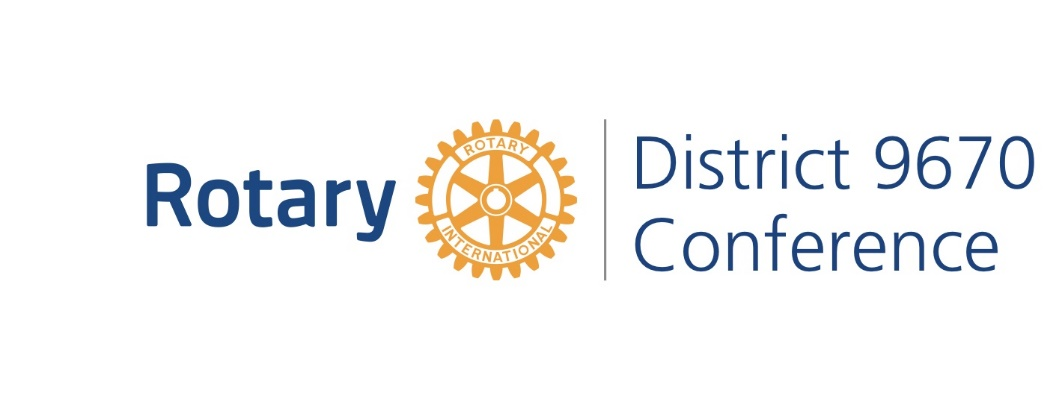 Rotary
ROTARY
INTERNATIONAL
District 9670
Conference